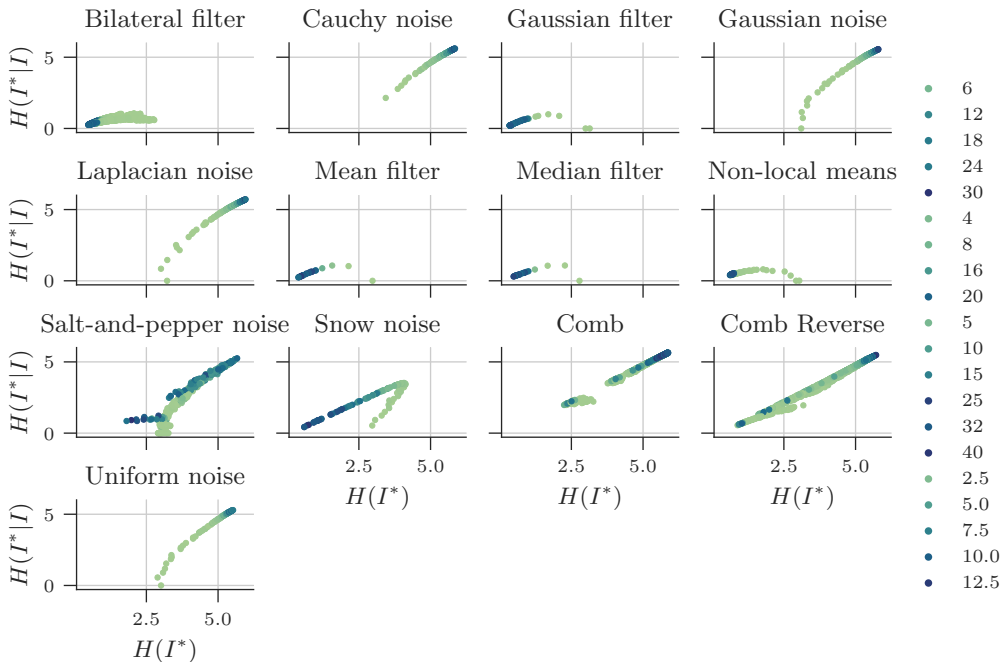 Bilateral filter
Cauchy noise
Gaussian filter
Gaussian noise
H(I*|I)
5
0
Laplacian noise
Mean filter
Median filter
Non-local means
H(I*|I)
5
0
Salt-and-pepper noise
Snow noise
Comb
Comb Reverse
H(I*|I)
5
0
2.5 5.0
H(I*)
2.5 5.0
H(I*)
2.5 5.0
H(I*)
Uniform noise
H(I*|I)
5
0
2.5 5.0
H(I*)
6
12
18
24
30
4
8
16
20
5
10
15
25
32
40
2.5
5.0
7.5
10.0
12.5